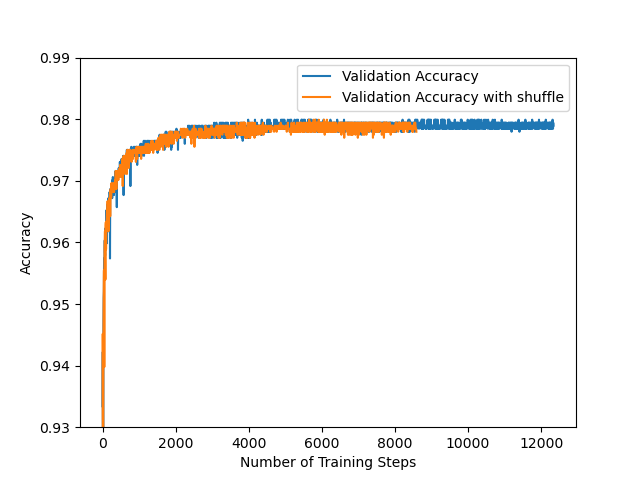 Validation Accuracy
Validation Accuracy with shuffle
0.99
0.98
0.97
0.96
0.95
0.94
0.93
Accuracy
0 2000 4000 6000 8000 10000 12000
Number of Training Steps